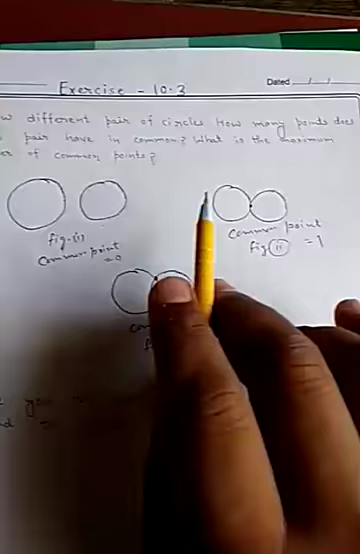 Exercise - 10.3
Dated / /
different pair of circles How many points does
pair have in common? What is the maximum
of common points?
fig-(i)
common point
=0
common point
fig (ii) =1